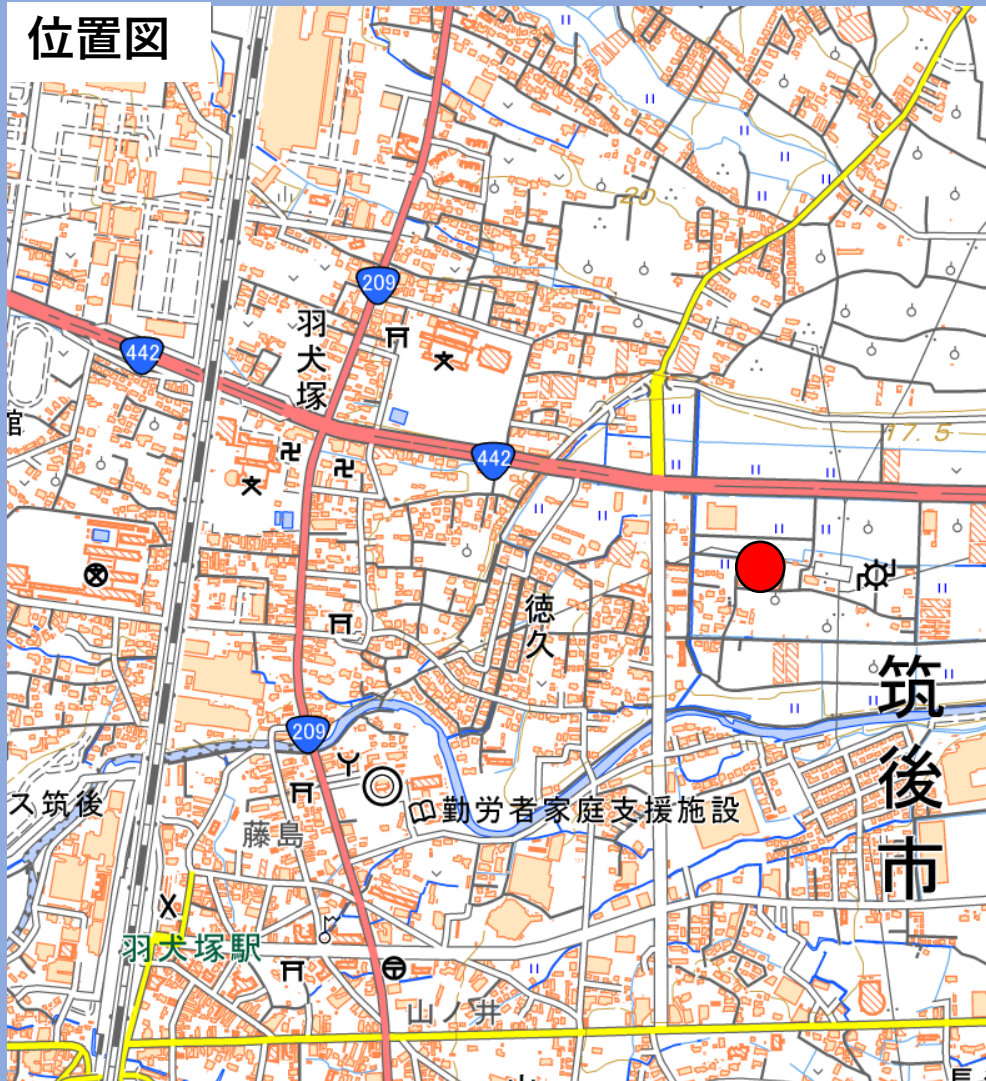 位置図
209
羽犬塚
442
館
442
20
17.5
徳久
筑後市
209
ス筑後
勤労者家庭支援施設
藤島
羽犬塚駅
山ノ井